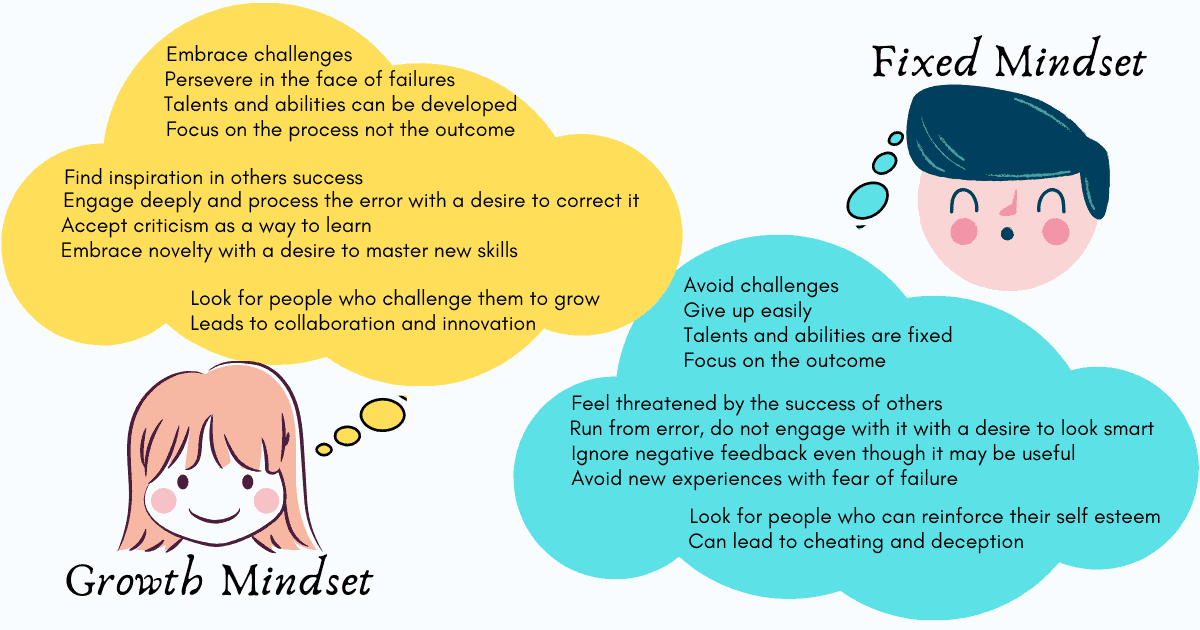 Embrace challenges
Persevere in the face of failures
Talents and abilities can be developed
Focus on the process not the outcome
Find inspiration in others success
Engage deeply and process the error with a desire to correct it
Accept criticism as a way to learn
Embrace novelty with a desire to master new skills
Look for people who challenge them to grow
Leads to collaboration and innovation
Growth Mindset
Fixed Mindset
Avoid challenges
Give up easily
Talents and abilities are fixed
Focus on the outcome
Feel threatened by the success of others
Run from error, do not engage with it with a desire to look smart
Ignore negative feedback even though it may be useful
Avoid new experiences with fear of failure
Look for people who can reinforce their self esteem
Can lead to cheating and deception